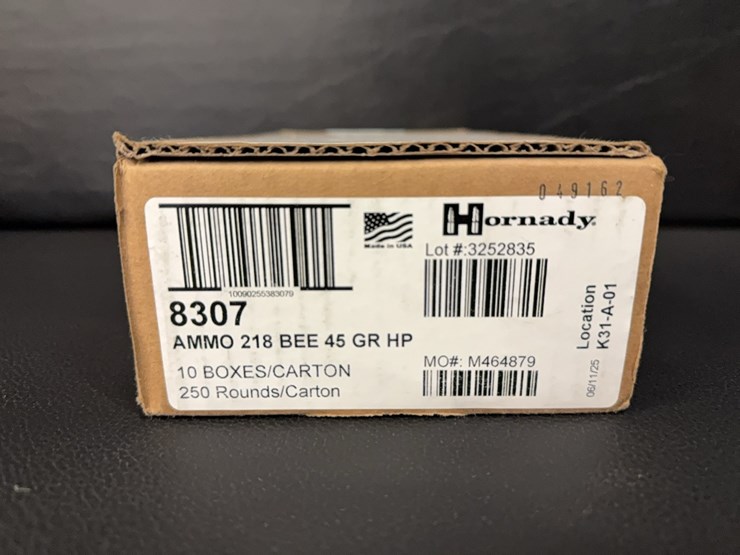 049162
Made in USA
Hornady
Lot #:3252835
10090255383079
8307
AMMO 218 BEE 45 GR HP
10 BOXES/CARTON
250 Rounds/Carton
MO#: M464879
Location
K31-A-01
06/11/25